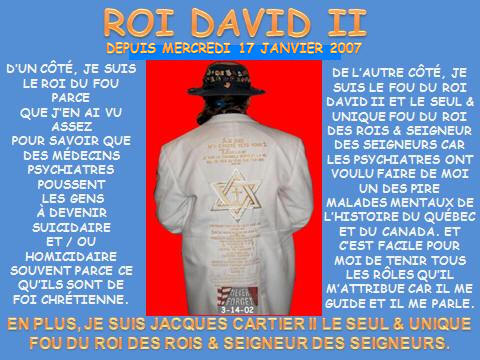 ROI DAVID II
DEPUIS MERCREDI 17 JANVIER 2007
D'UN CÔTÉ, JE SUIS
LE ROI DU FOU
PARCE
QUE J'EN AI VU
ASSEZ
POUR SAVOIR QUE
DES MÉDECINS
PSYCHIATRES
POUSSENT
LES GENS
À DEVENIR
SUICIDAIRE
ET / OU
HOMICIDAIRE
SOUVENT PARCE CE
QU'ILS SONT DE
FOI CHRÉTIENNE.
DE L'AUTRE CÔTÉ, JE
SUIS LE FOU DU ROI
DAVID II ET LE SEUL &
UNIQUE FOU DU ROI
DES ROIS & SEIGNEUR
DES SEIGNEURS CAR
LES PSYCHIATRES ONT
VOULU FAIRE DE MOI
UN DES PIRE
MALADES MENTAUX DE
L'HISTOIRE DU QUÉBEC
ET DU CANADA. ET
C'EST FACILE POUR
MOI DE TENIR TOUS
LES RÔLES QU'IL
M'ATTRIBUE CAR IL ME
GUIDE ET IL ME PARLE.
NEVER
FORGET
3-14-02
EN PLUS, JE SUIS JACQUES CARTIER II LE SEUL & UNIQUE
FOU DU ROI DES ROIS & SEIGNEUR DES SEIGNEURS.